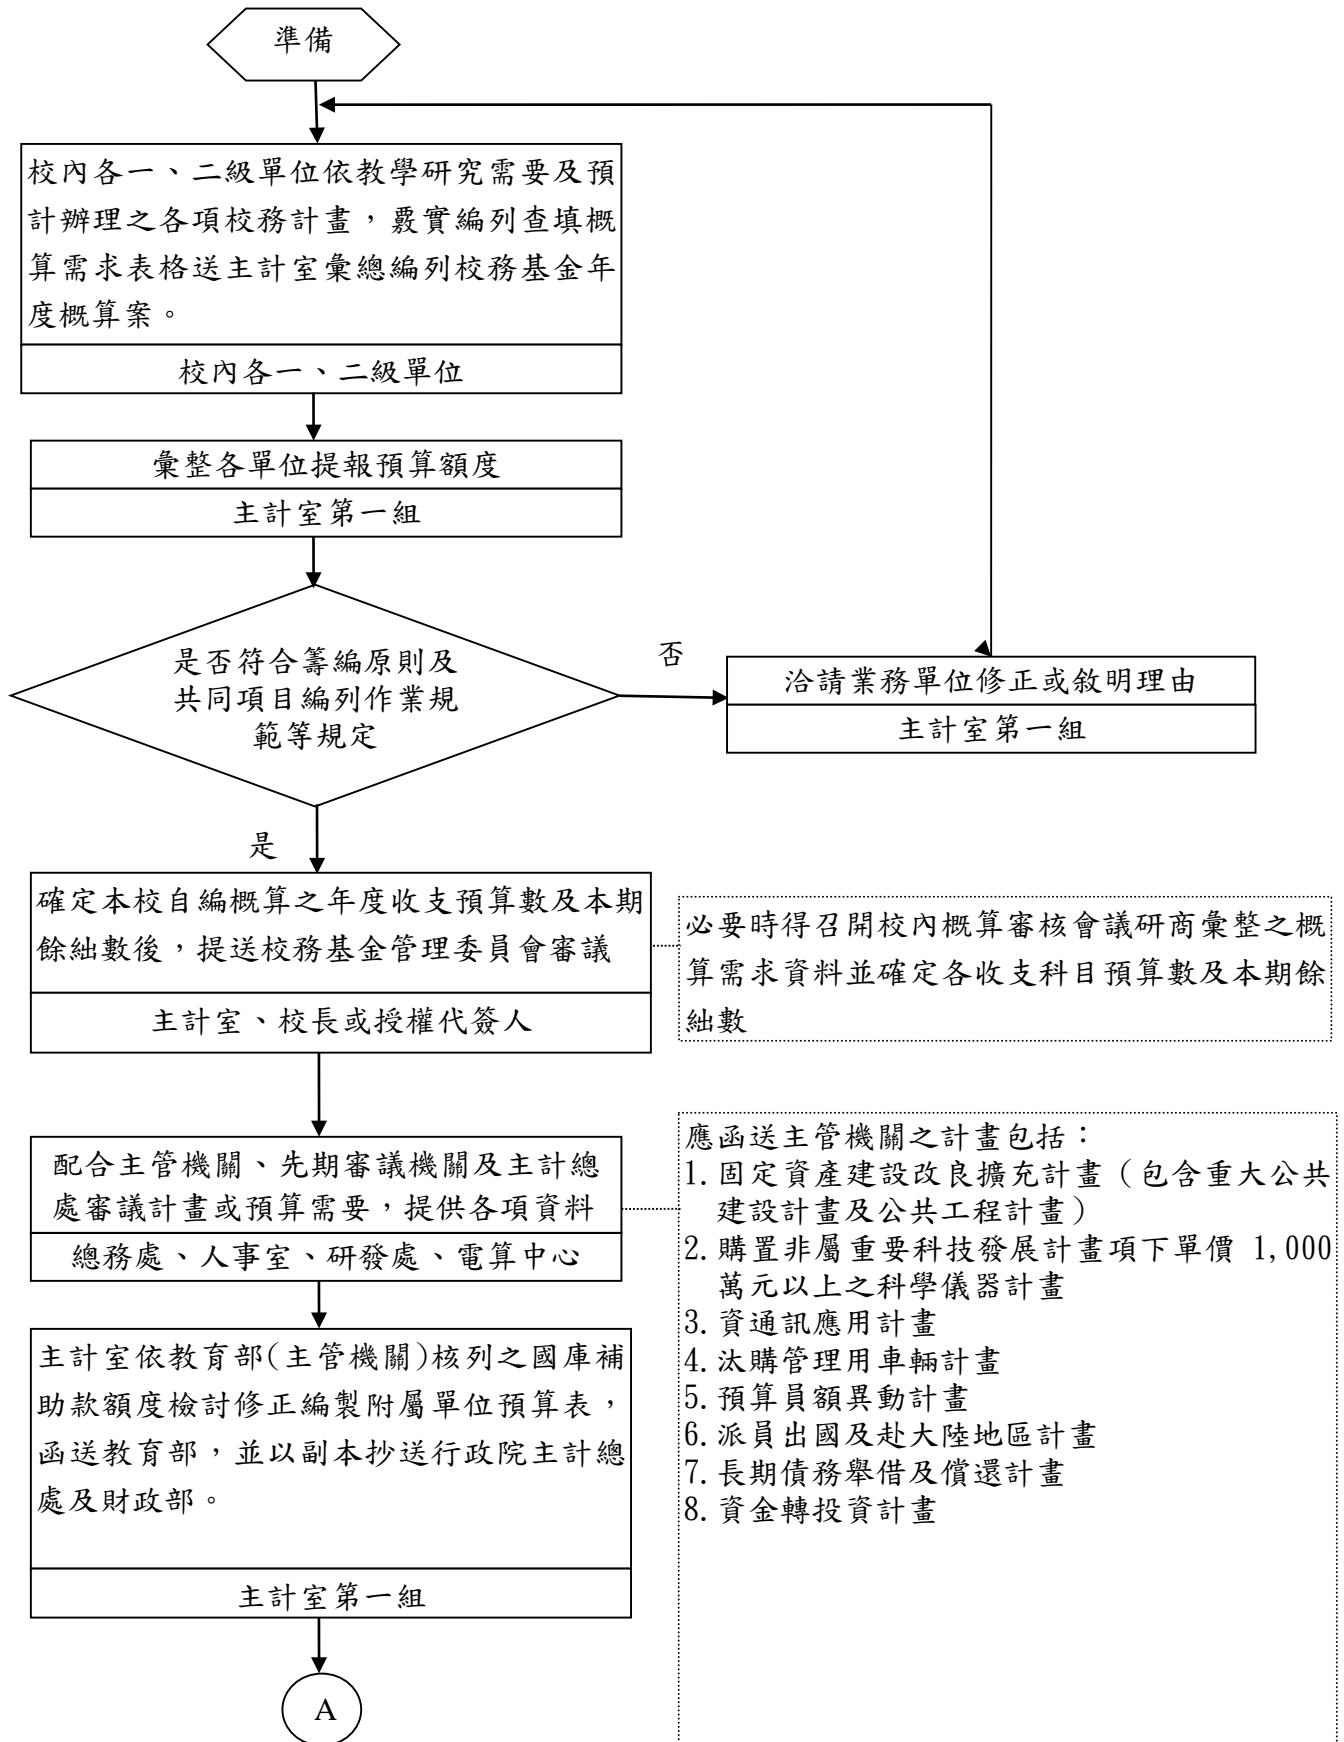 準備
校內各一、二級單位依教學研究需要及預
計辦理之各項校務計畫，覈實編列查填概
算需求表格送主計室彙總編列校務基金年
度概算案。
校內各一、二級單位
彙整各單位提報預算額度
主計室第一組
是否符合籌編原則及
共同項目編列作業規
範等規定
否
洽請業務單位修正或敘明理由
主計室第一組
是
確定本校自編概算之年度收支預算數及本期
餘絀數後，提送校務基金管理委員會審議
主計室、校長或授權代簽人
必要時得召開校內概算審核會議研商彙整之概
算需求資料並確定各收支科目預算數及本期餘
絀數
配合主管機關、先期審議機關及主計總
處審議計畫或預算需要，提供各項資料
總務處、人事室、研發處、電算中心
應函送主管機關之計畫包括：
1.固定資產建設改良擴充計畫（包含重大公共
建設計畫及公共工程計畫）
2.購置非屬重要科技發展計畫項下單價 1,000
萬元以上之科學儀器計畫
3.資通訊應用計畫
4.汰購管理用車輛計畫
5.預算員額異動計畫
6.派員出國及赴大陸地區計畫
7.長期債務舉借及償還計畫
8.資金轉投資計畫
主計室依教育部(主管機關)核列之國庫補
助款額度檢討修正編製附屬單位預算表，
函送教育部，並以副本抄送行政院主計總
處及財政部。
主計室第一組
A